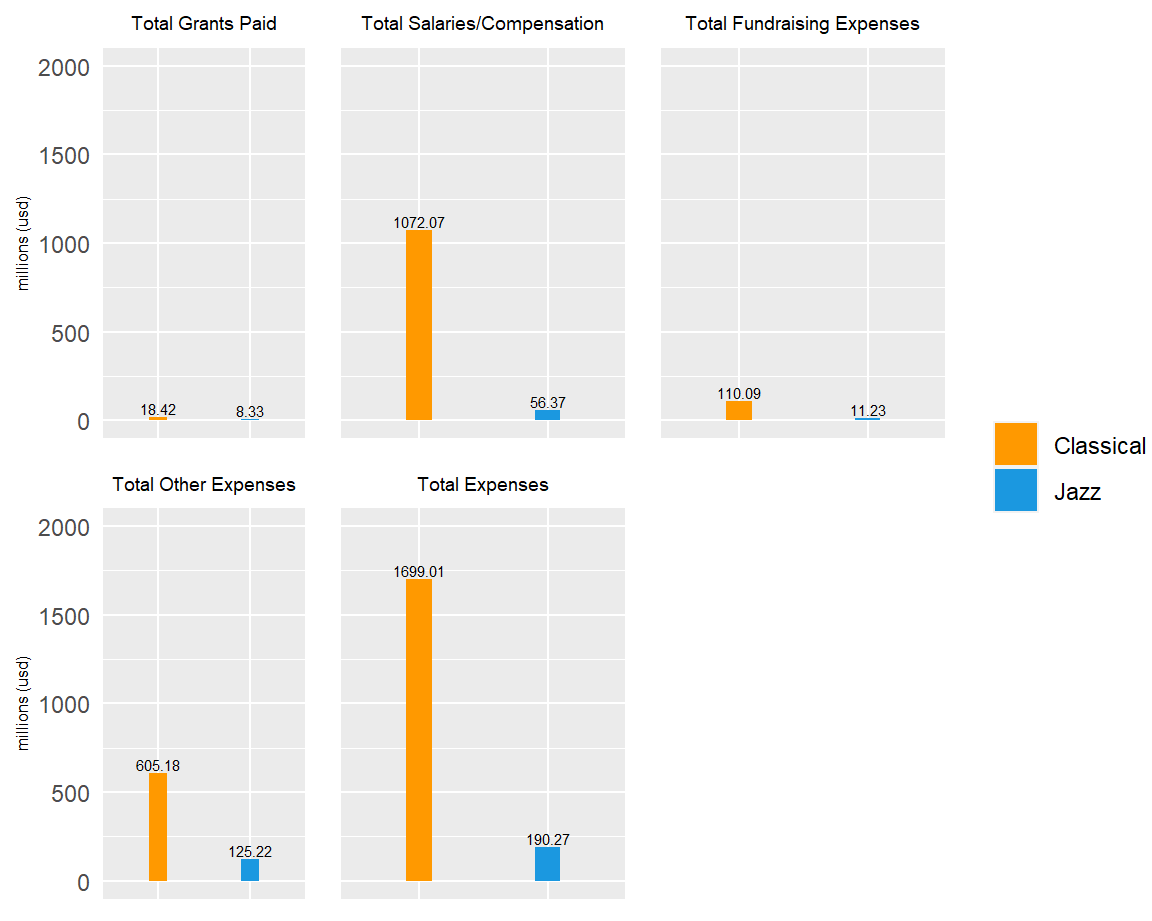 Total Grants Paid
Total Salaries/Compensation
Total Fundraising Expenses
2000
1500
1000
500
0
millions (usd)
18.42
8.33
1072.07
56.37
110.09
11.23
Classical
Jazz
Total Other Expenses
Total Expenses
2000
1500
1000
500
0
millions (usd)
605.18
125.22
1699.01
190.27